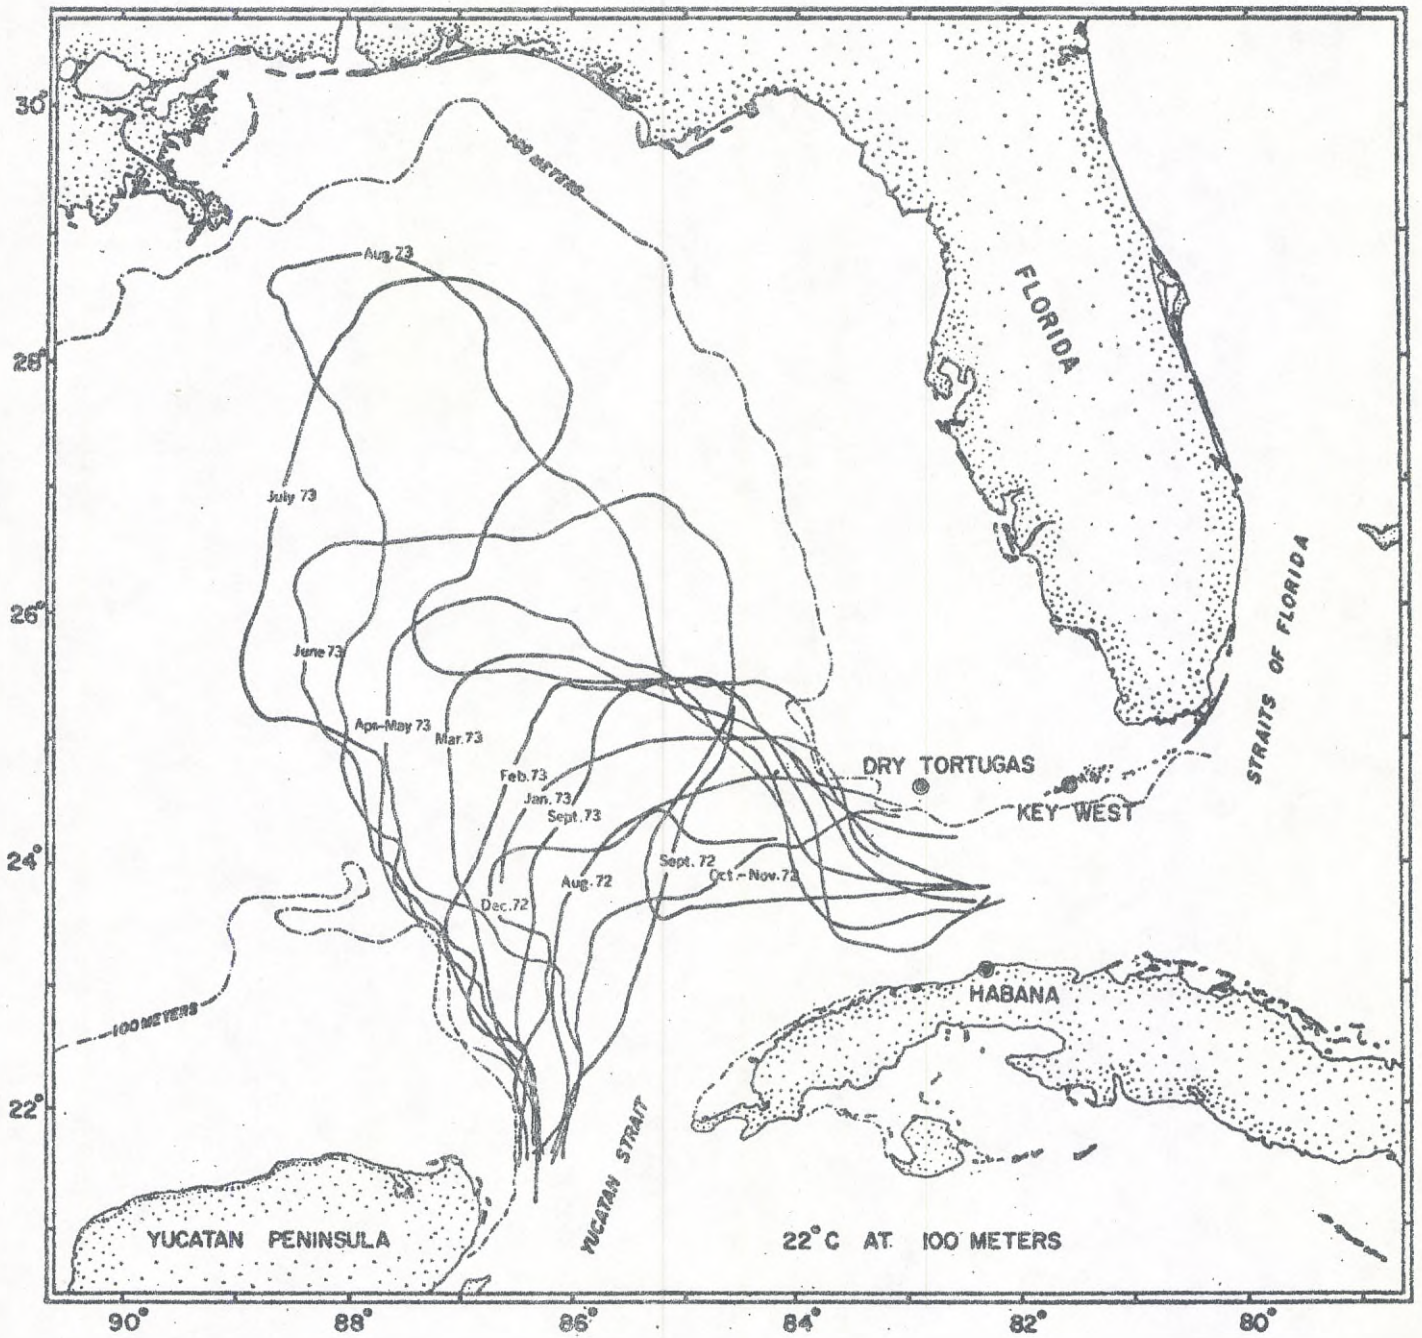 30°
100 METERS
Aug. 73
FLORIDA
28°
July 73
STRAITS OF FLORIDA
26°
June 73
Apr.-May 73
Mar. 73
Feb. 73
DRY TORTUGAS
Jan. 73
KEY WEST
Sept. 73
24°
Sept. 72
Oct.-Nov. 72
Aug. 72
Dec. 72
HABANA
100 METERS
22°
YUCATAN STRAIT
YUCATAN PENINSULA
22°C AT 100 METERS
90°
88°
86°
84°
82°
80°